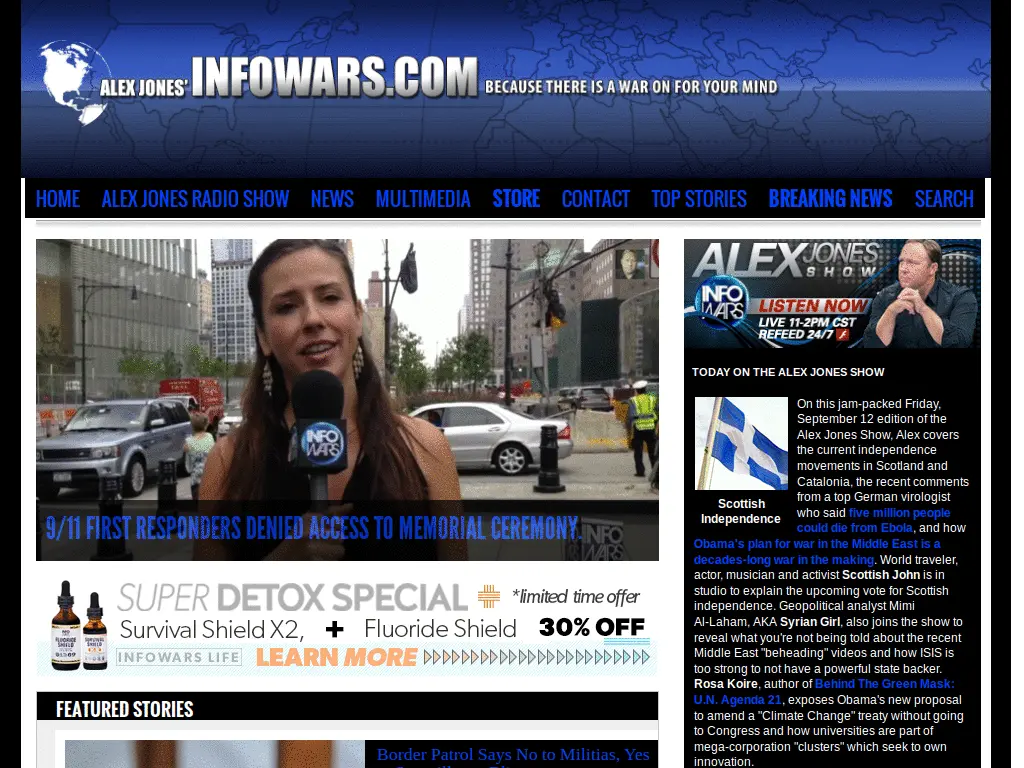 ALEX JONES' INFOWARS.COM BECAUSE THERE IS A WAR ON FOR YOUR MIND
HOME ALEX JONES RADIO SHOW NEWS MULTIMEDIA STORE CONTACT TOP STORIES BREAKING NEWS SEARCH
INFO
WARS
9/11 FIRST RESPONDERS DENIED ACCESS TO MEMORIAL CEREMONY.
INFO
WARS
SUPER DETOX SPECIAL *limited time offer
Survival Shield X2, + Fluoride Shield 30% OFF
INFOWARS LIFE LEARN MORE
FLUORIDE
SHIELD
SURVIVAL
SHIELD
FEATURED STORIES
Border Patrol Says No to Militias, Yes
ALEX JONES
SHOW
INFO
WARS
LISTEN NOW
LIVE 11-2PM CST
REFEED 24/7
TODAY ON THE ALEX JONES SHOW
Scottish
Independence
On this jam-packed Friday,
September 12 edition of the
Alex Jones Show, Alex covers
the current independence
movements in Scotland and
Catalonia, the recent comments
from a top German virologist
who said five million people
could die from Ebola, and how
Obama's plan for war in the Middle East is a
decades-long war in the making. World traveler,
actor, musician and activist Scottish John is in
studio to explain the upcoming vote for Scottish
independence. Geopolitical analyst Mimi
Al-Laham, AKA Syrian Girl, also joins the show to
reveal what you're not being told about the recent
Middle East "beheading" videos and how ISIS is
too strong to not have a powerful state backer.
Rosa Koire, author of Behind The Green Mask:
U.N. Agenda 21, exposes Obama's new proposal
to amend a "Climate Change" treaty without going
to Congress and how universities are part of
mega-corporation "clusters" which seek to own
innovation.